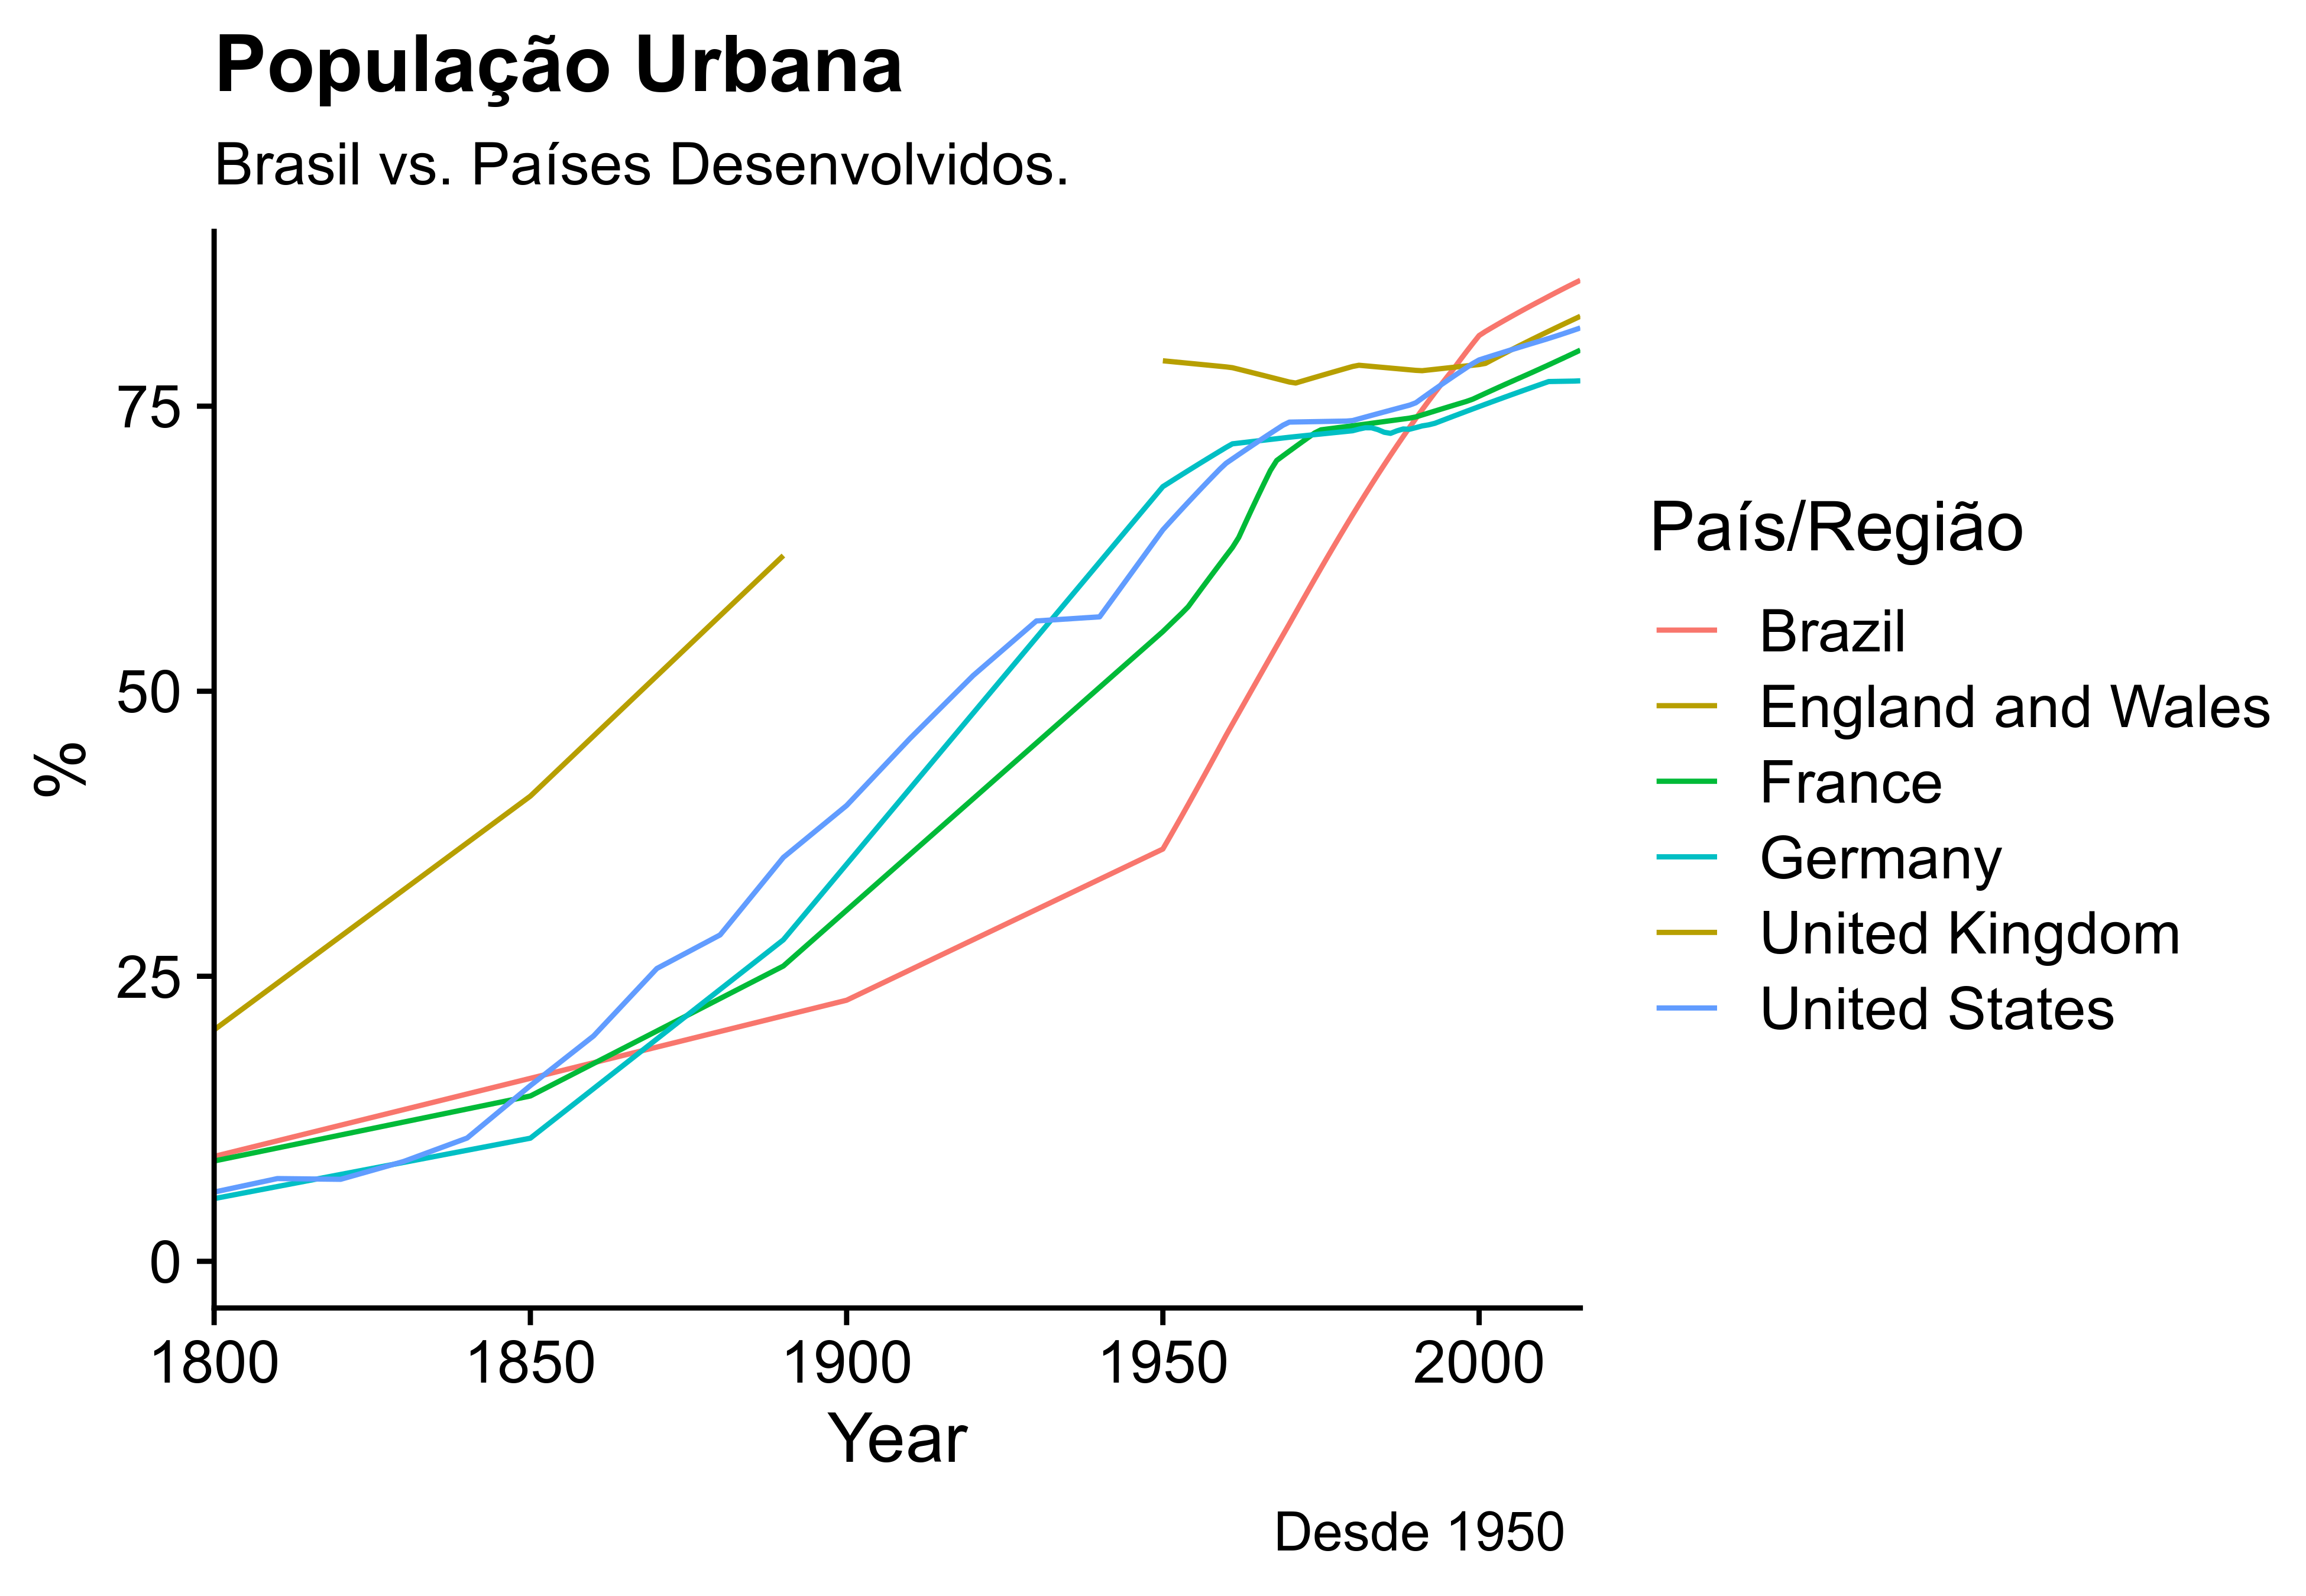 População Urbana
Brasil vs. Países Desenvolvidos.
75
50
25
0
%
1800
1850
1900
1950
2000
Year
País/Região
Brazil
England and Wales
France
Germany
United Kingdom
United States
Desde 1950